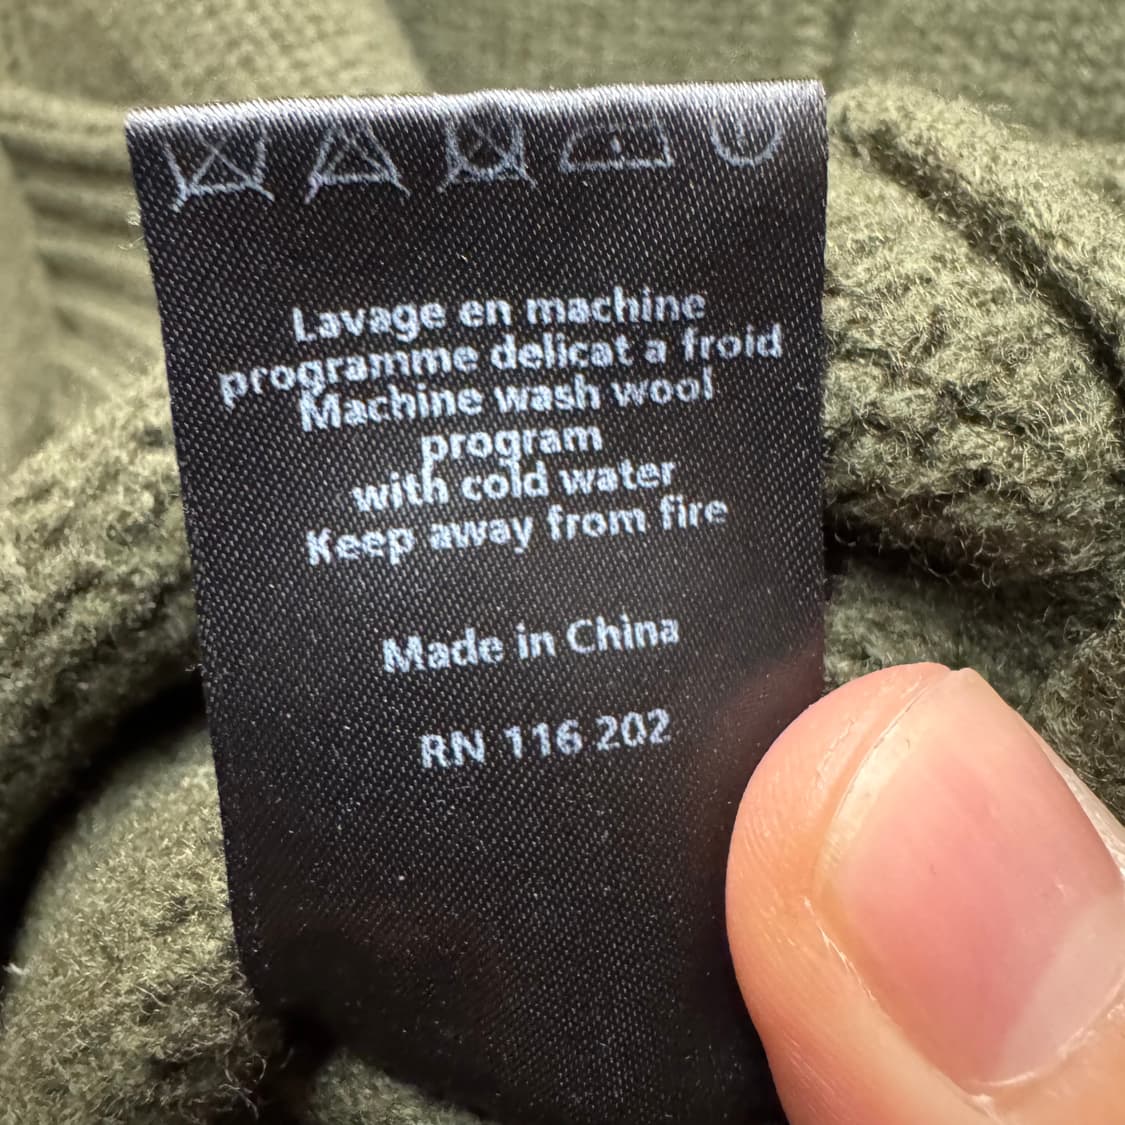 Lavage en machine
programme delicat a froid
Machine wash wool
program
with cold water
Keep away from fire
Made in China
RN 116 202